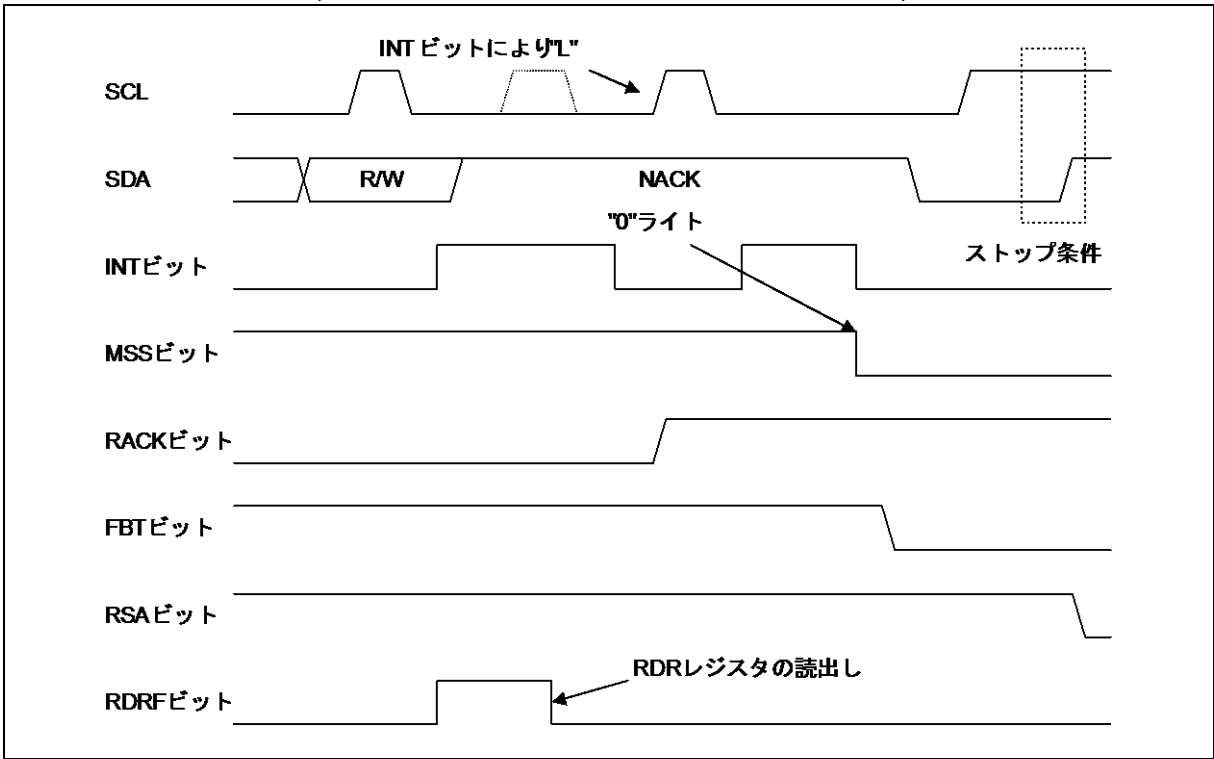 INTビットにより"L"
SCL
SDA
R/W
NACK
"0"ライト
INTビット
ストップ条件
MSSビット
RACKビット
FBTビット
RSAビット
RDRレジスタの読出し
RDRFビット